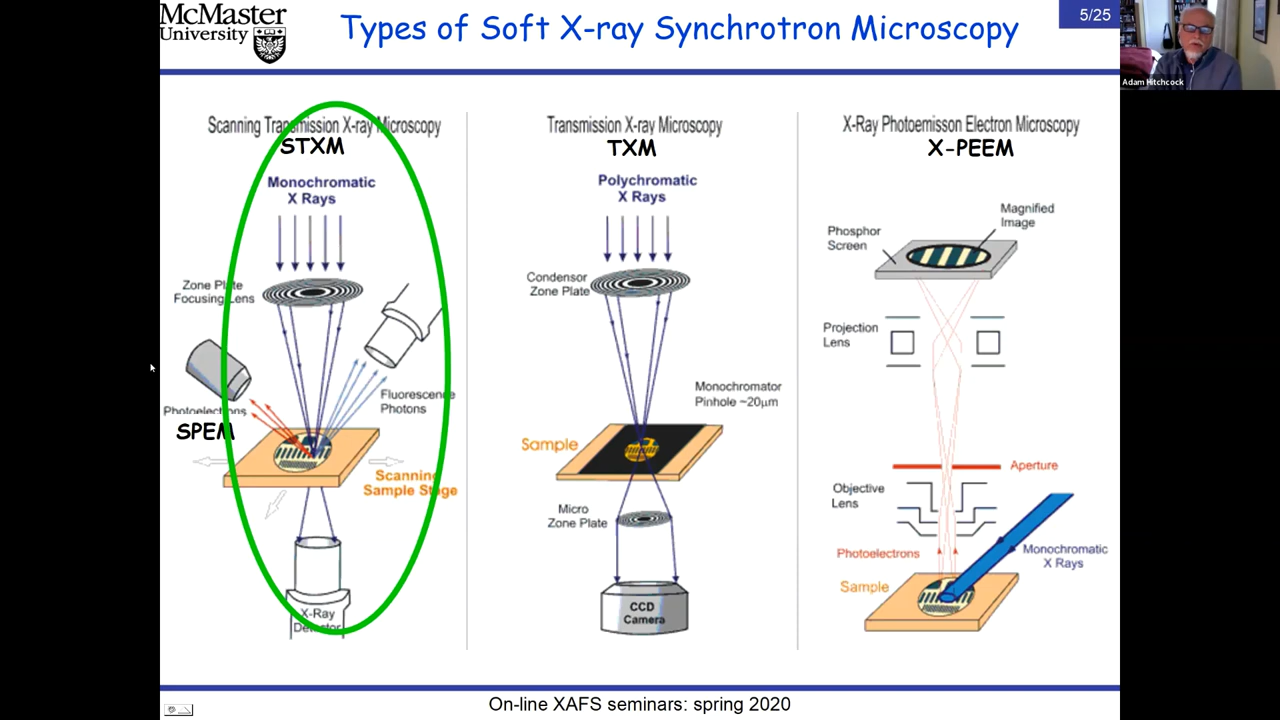 McMaster
University
Types of Soft X-ray Synchrotron Microscopy
5/25
Adam Hitchcock
Scanning Transmission X-ray Microscopy
STXM
Monochromatic
X Rays
Zone Plate
Focusing Lens
Photoelectrons
SPEM
Fluorescence
Photons
Scanning
Sample Stage
X-Ray
Detector
Transmission X-ray Microscopy
TXM
Polychromatic
X Rays
Condensor
Zone Plate
Monochromator
Pinhole ~20μm
Sample
Micro
Zone Plate
CCD
Camera
X-Ray Photoemisson Electron Microscopy
X-PEEM
Magnified
Image
Phosphor
Screen
Projection
Lens
Aperture
Objective
Lens
Photoelectrons
Monochromatic
X Rays
Sample
On-line XAFS seminars: spring 2020